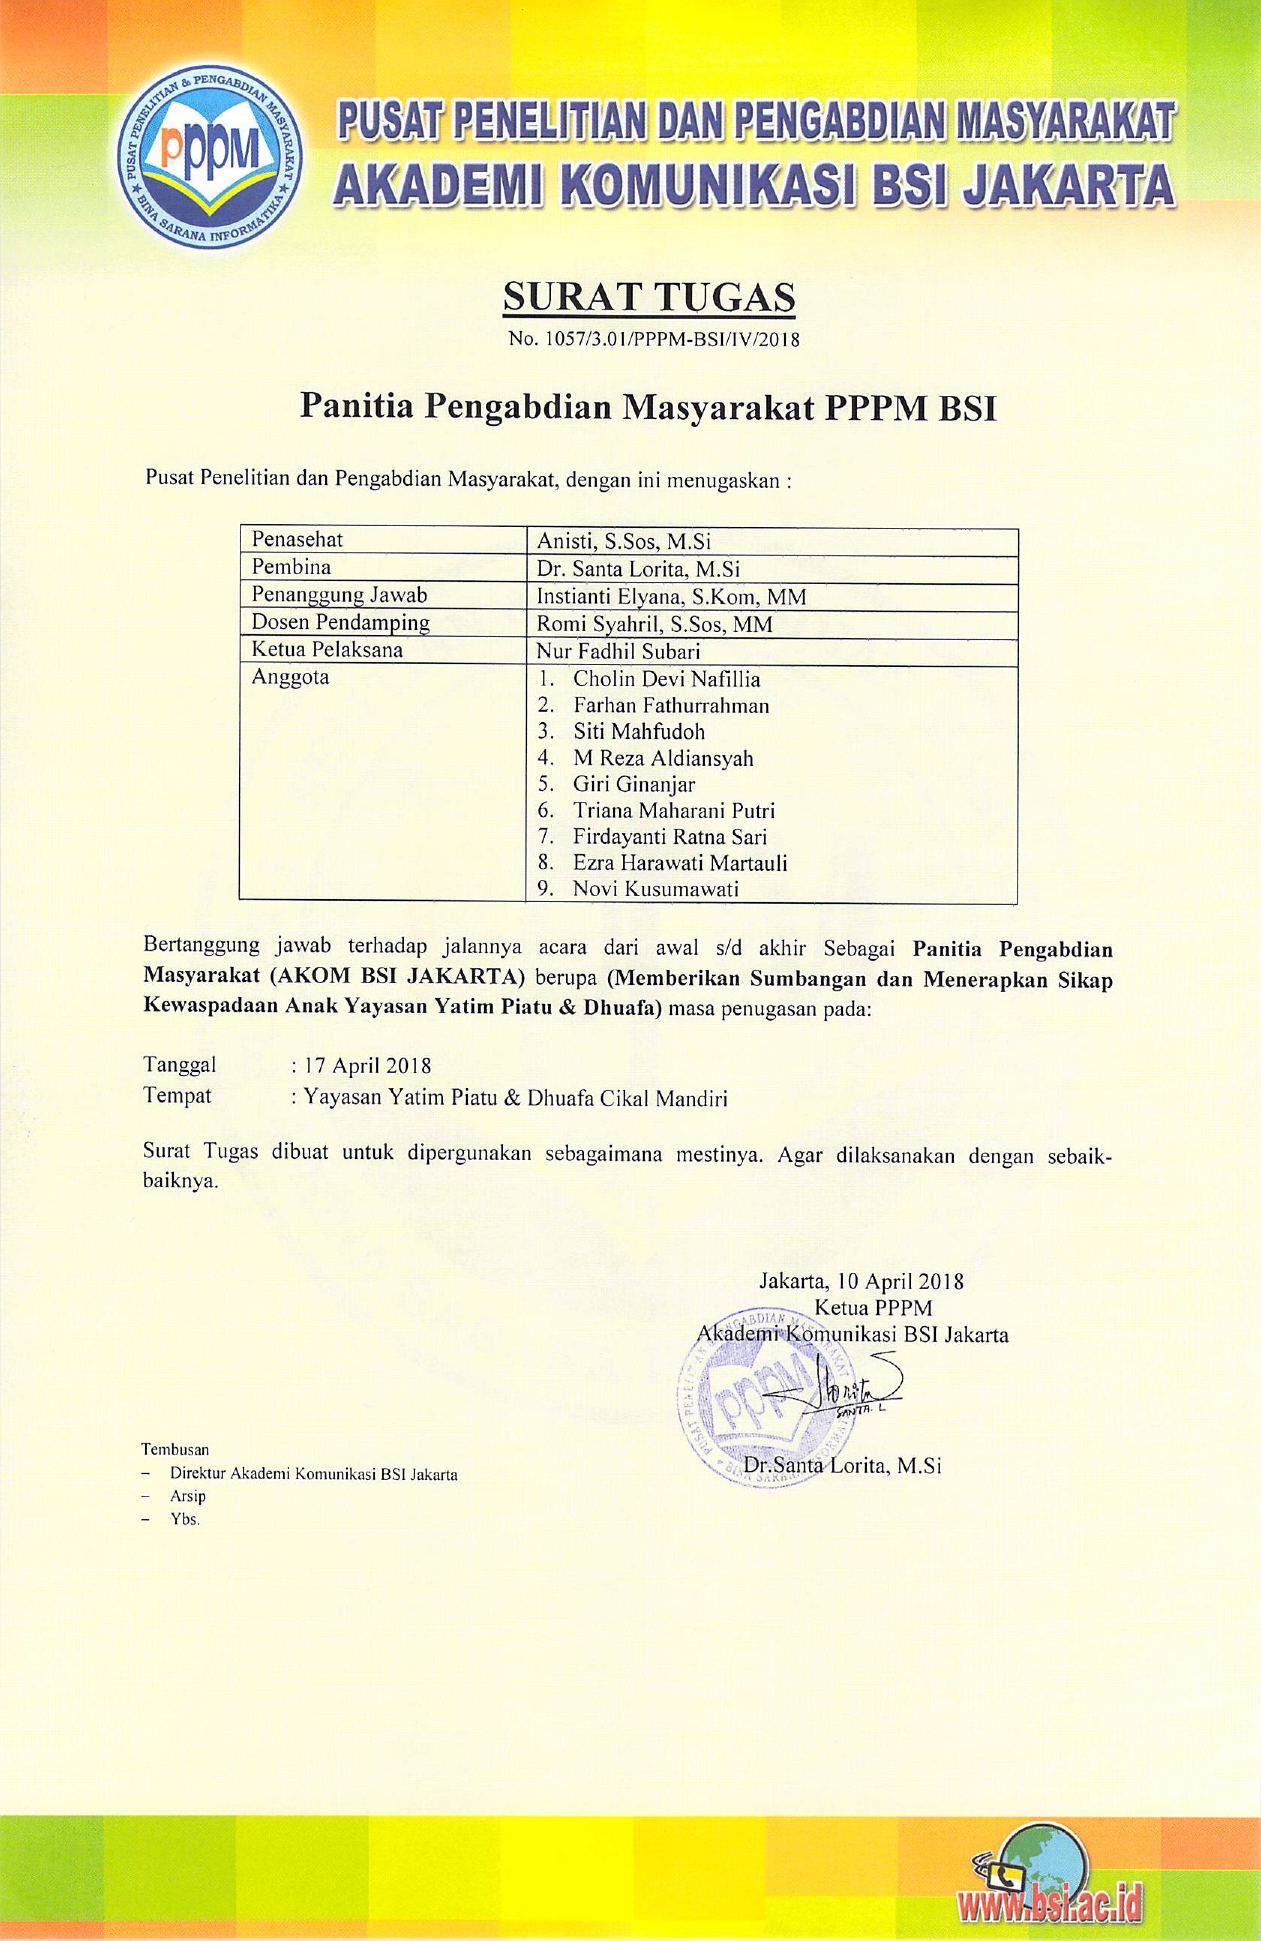 PUSAT PENELITIAN & PENGABDIAN MASYARAKAT
pppm
BINA SARANA INFORMATIKA
PUSAT PENELITIAN DAN PENGABDIAN MASYARAKAT
AKADEMI KOMUNIKASI BSI JAKARTA
SURAT TUGAS
No. 1057/3.01/PPPM-BSI/IV/2018
Panitia Pengabdian Masyarakat PPPM BSI
Pusat Penelitian dan Pengabdian Masyarakat, dengan ini menugaskan :
Penasehat Anisti, S.Sos, M.Si
Pembina Dr. Santa Lorita, M.Si
Penanggung Jawab Instianti Elyana, S.Kom, MM
Dosen Pendamping Romi Syahril, S.Sos, MM
Ketua Pelaksana Nur Fadhil Subari
Anggota 1. Cholin Devi Nafillia
2. Farhan Fathurrahman
3. Siti Mahfudoh
4. M Reza Aldiansyah
5. Giri Ginanjar
6. Triana Maharani Putri
7. Firdayanti Ratna Sari
8. Ezra Harawati Martauli
9. Novi Kusumawati
Bertanggung jawab terhadap jalannya acara dari awal s/d akhir Sebagai Panitia Pengabdian
Masyarakat (AKOM BSI JAKARTA) berupa (Memberikan Sumbangan dan Menerapkan Sikap
Kewaspadaan Anak Yayasan Yatim Piatu & Dhuafa) masa penugasan pada:
Tanggal : 17 April 2018
Tempat : Yayasan Yatim Piatu & Dhuafa Cikal Mandiri
Surat Tugas dibuat untuk dipergunakan sebagaimana mestinya. Agar dilaksanakan dengan sebaik-
baiknya.
Jakarta, 10 April 2018
Ketua PPPM
Akademi Komunikasi BSI Jakarta
pppm
SANTA. L
Dr.Santa Lorita, M.Si
Tembusan
– Direktur Akademi Komunikasi BSI Jakarta
– Arsip
– Ybs.
www.bsi.ac.id